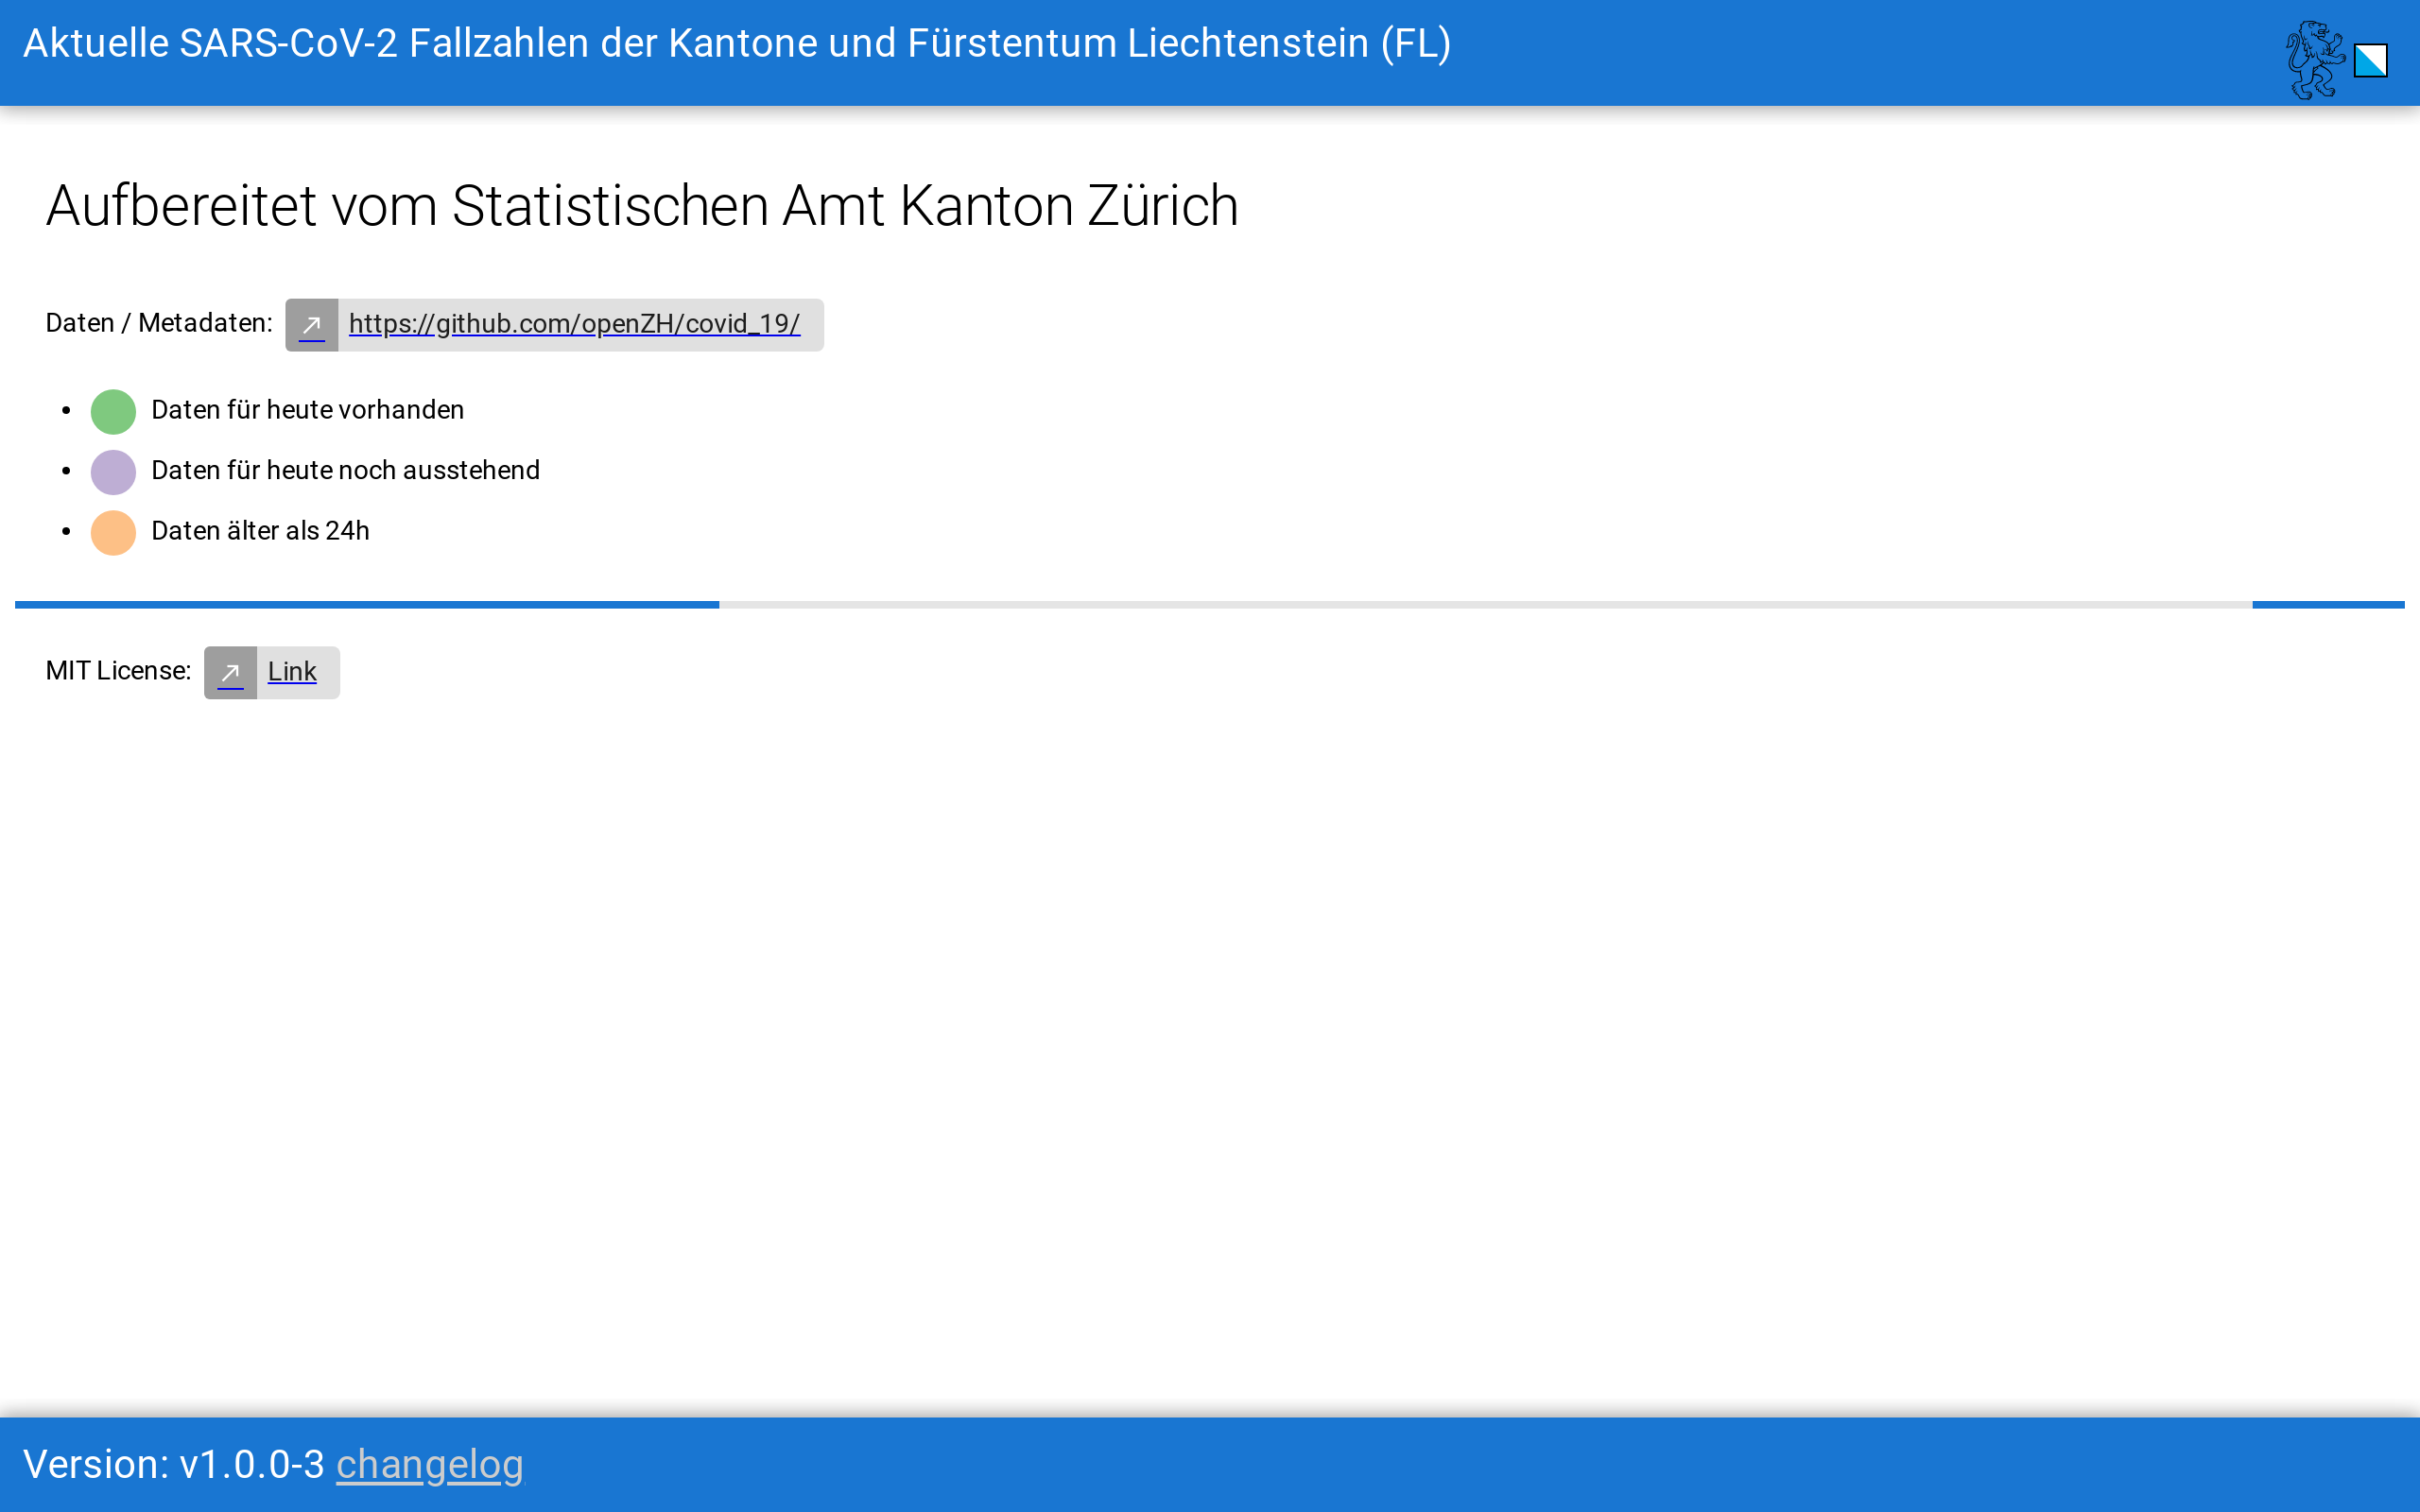 Aktuelle SARS-CoV-2 Fallzahlen der Kantone und Fürstentum Liechtenstein (FL)
Aufbereitet vom Statistischen Amt Kanton Zürich
Daten / Metadaten: https://github.com/openZH/covid_19/
Daten für heute vorhanden
Daten für heute noch ausstehend
Daten älter als 24h
MIT License: Link
Version: v1.0.0-3 changelog